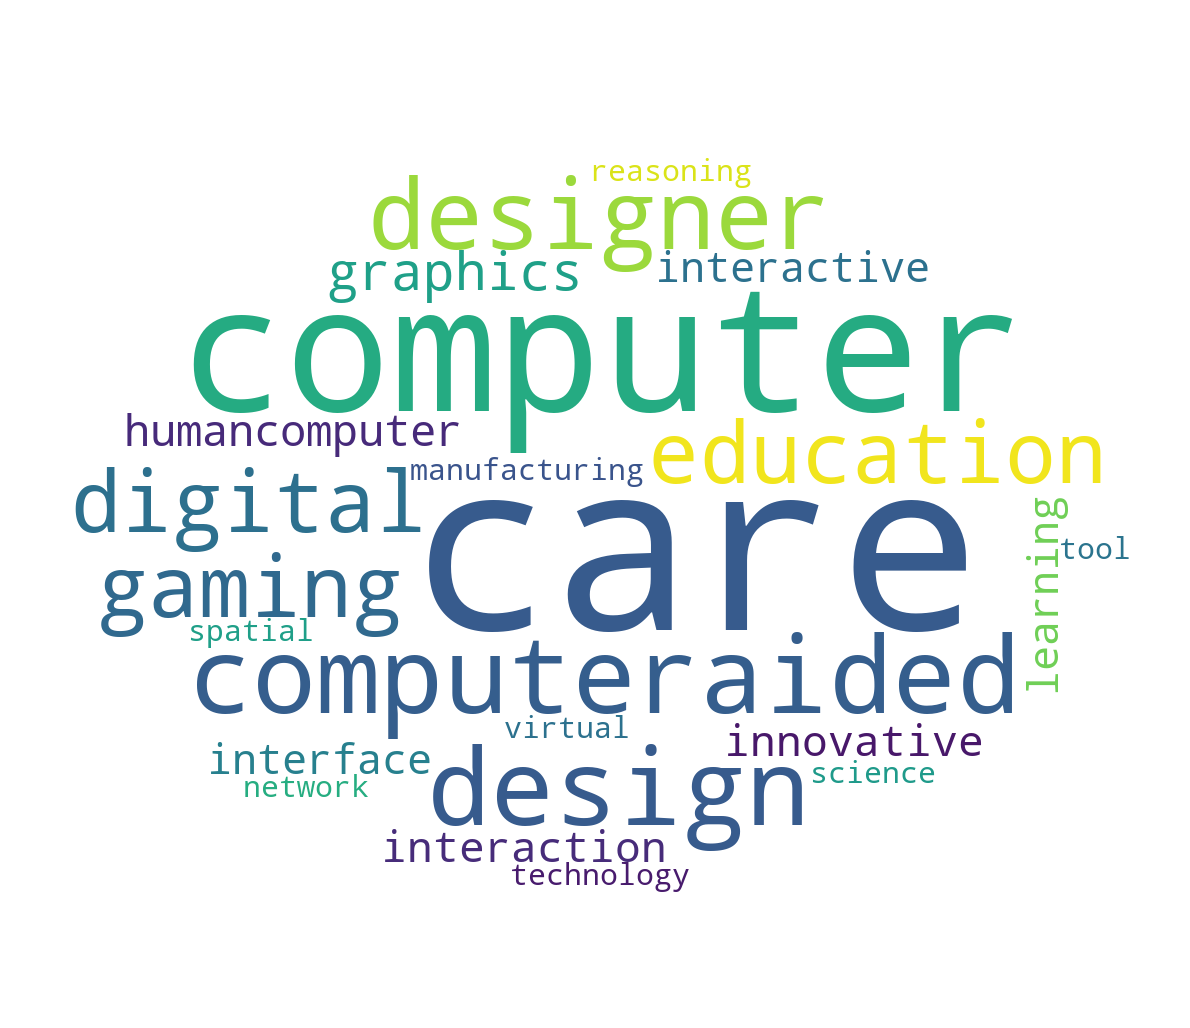 reasoning
designer
graphics
interactive
computer
humancomputer
education
manufacturing
digital
care
learning
tool
gaming
spatial
computeraided
virtual
innovative
interface
design
science
network
interaction
technology